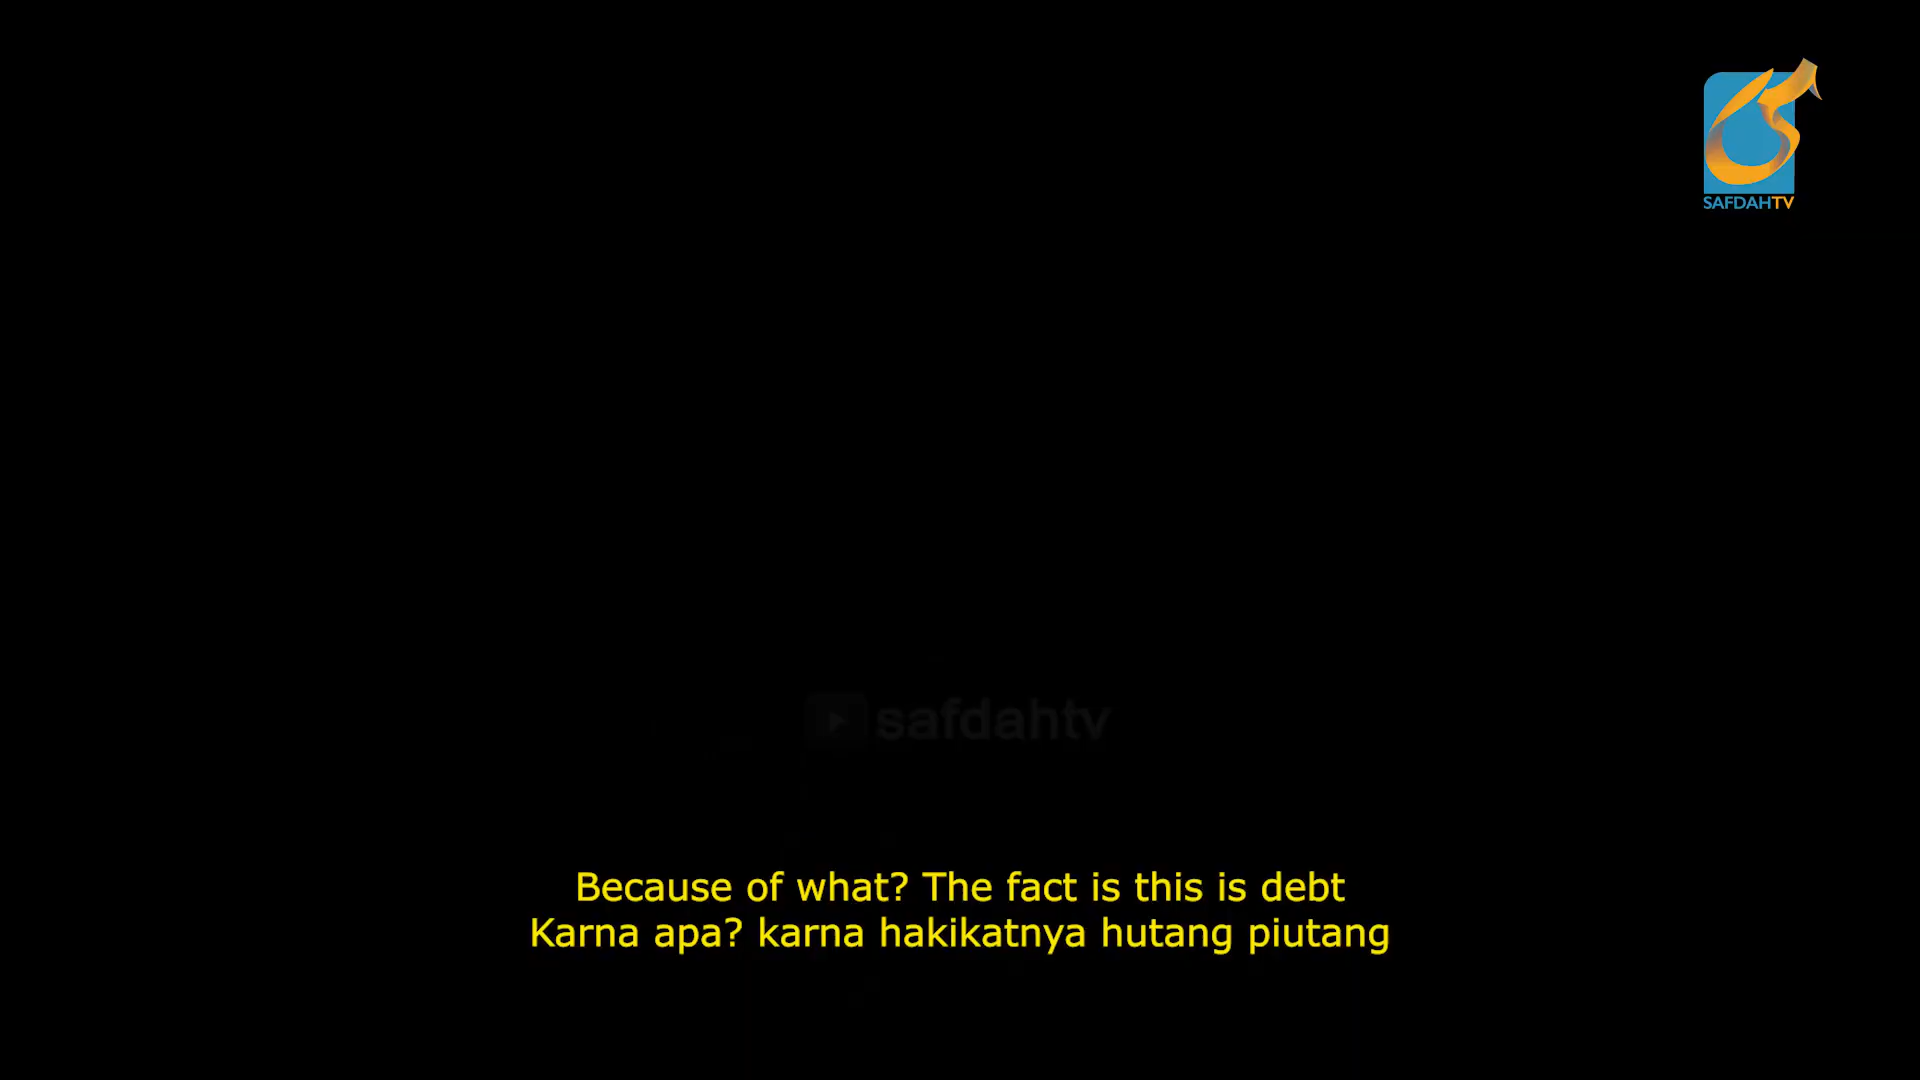 SAFDAHTV
safdahtv
Because of what? The fact is this is debt
Karna apa? karna hakikatnya hutang piutang